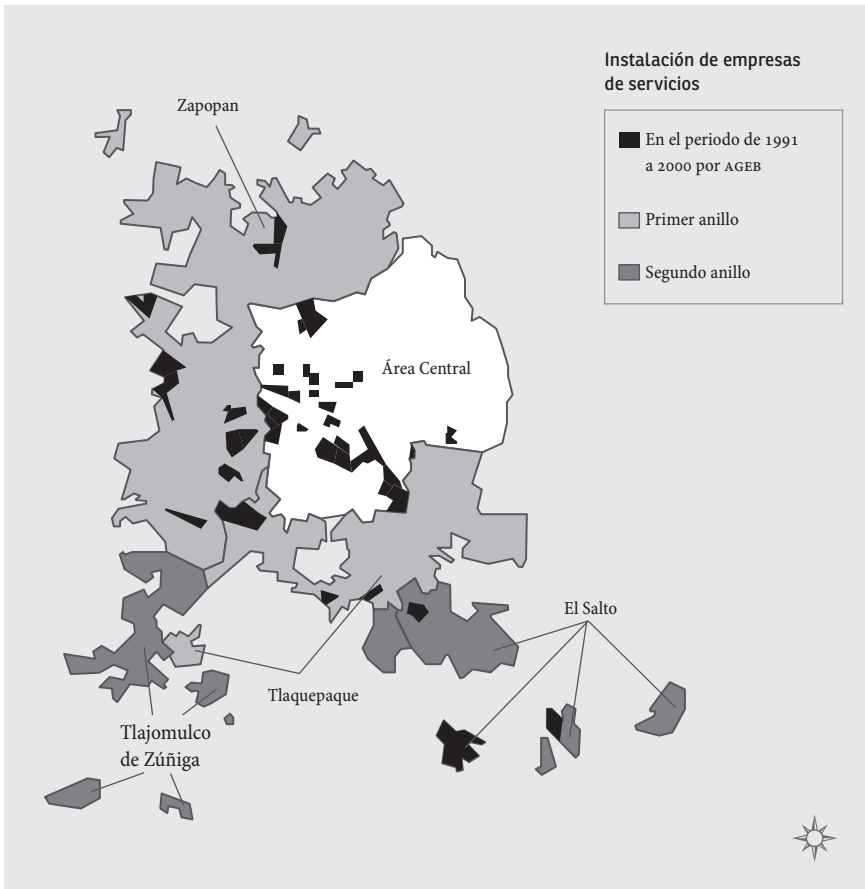 Instalación de empresas
de servicios
En el periodo de 1991
a 2000 por AGEB
Primer anillo
Segundo anillo
Zapopan
Área Central
El Salto
Tlaquepaque
Tlajomulco
de Zúñiga